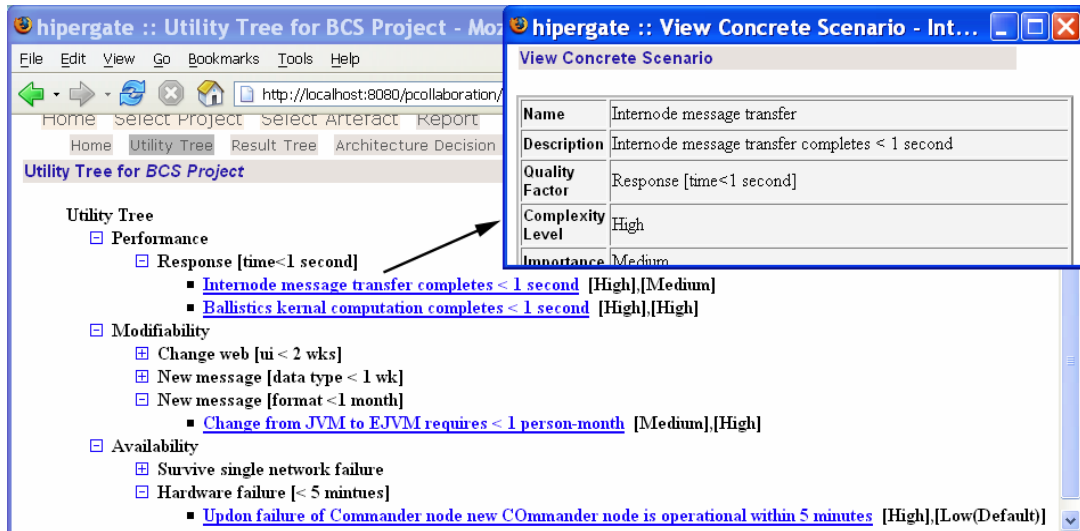 hipergate :: Utility Tree for BCS Project - Moz
File Edit View Go Bookmarks Tools Help
http://localhost:8080/pcollaboration/
Home Select Project Select Artefact Report
Home Utility Tree Result Tree Architecture Decision
Utility Tree for BCS Project
Utility Tree
Performance
Response [time<1 second]
Internode message transfer completes < 1 second [High],[Medium]
Ballistics kernal computation completes < 1 second [High],[High]
Modifiability
Change web [ui < 2 wks]
New message [data type < 1 wk]
New message [format <1 month]
Change from JVM to EJVM requires < 1 person-month [Medium],[High]
Availability
Survive single network failure
Hardware failure [< 5 mintues]
Updon failure of Commander node new COmmander node is operational within 5 minutes [High],[Low(Default)]
hipergate :: View Concrete Scenario - Int...
View Concrete Scenario
Name Internode message transfer
Description Internode message transfer completes < 1 second
Quality
Factor Response [time<1 second]
Complexity
Level High
Importance Medium